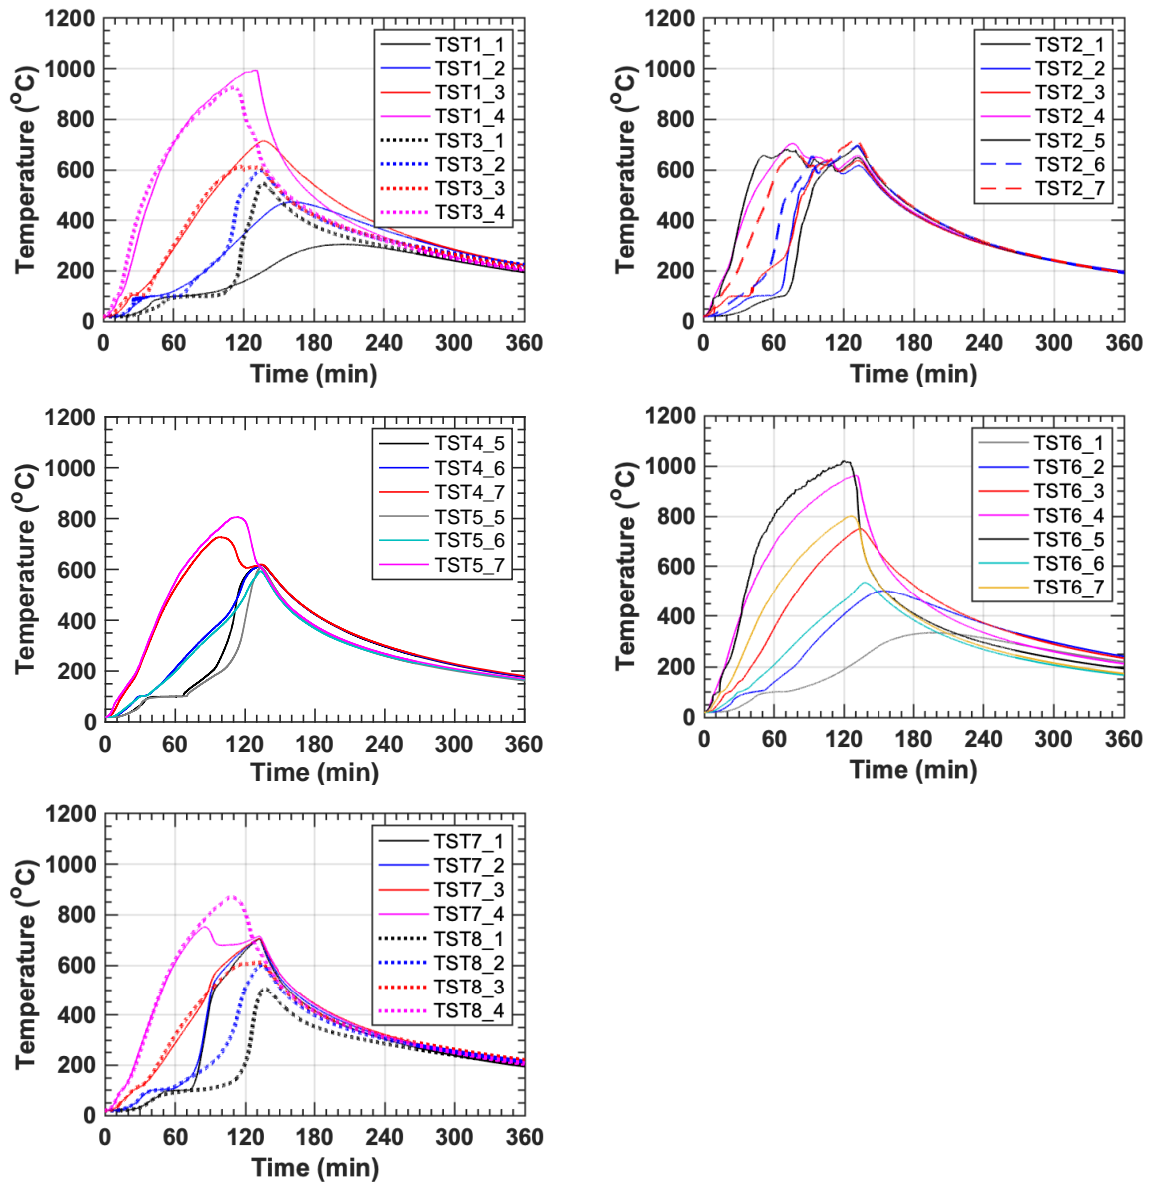 1200
1000
800
600
400
200
0
Temperature (°C)
0 60 120 180 240 300 360
Time (min)
TST1_1
TST1_2
TST1_3
TST1_4
TST3_1
TST3_2
TST3_3
TST3_4
1200
1000
800
600
400
200
0
Temperature (°C)
0 60 120 180 240 300 360
Time (min)
TST2_1
TST2_2
TST2_3
TST2_4
TST2_5
TST2_6
TST2_7
1200
1000
800
600
400
200
0
Temperature (°C)
0 60 120 180 240 300 360
Time (min)
TST4_5
TST4_6
TST4_7
TST5_5
TST5_6
TST5_7
1200
1000
800
600
400
200
0
Temperature (°C)
0 60 120 180 240 300 360
Time (min)
TST6_1
TST6_2
TST6_3
TST6_4
TST6_5
TST6_6
TST6_7
1200
1000
800
600
400
200
0
Temperature (°C)
0 60 120 180 240 300 360
Time (min)
TST7_1
TST7_2
TST7_3
TST7_4
TST8_1
TST8_2
TST8_3
TST8_4